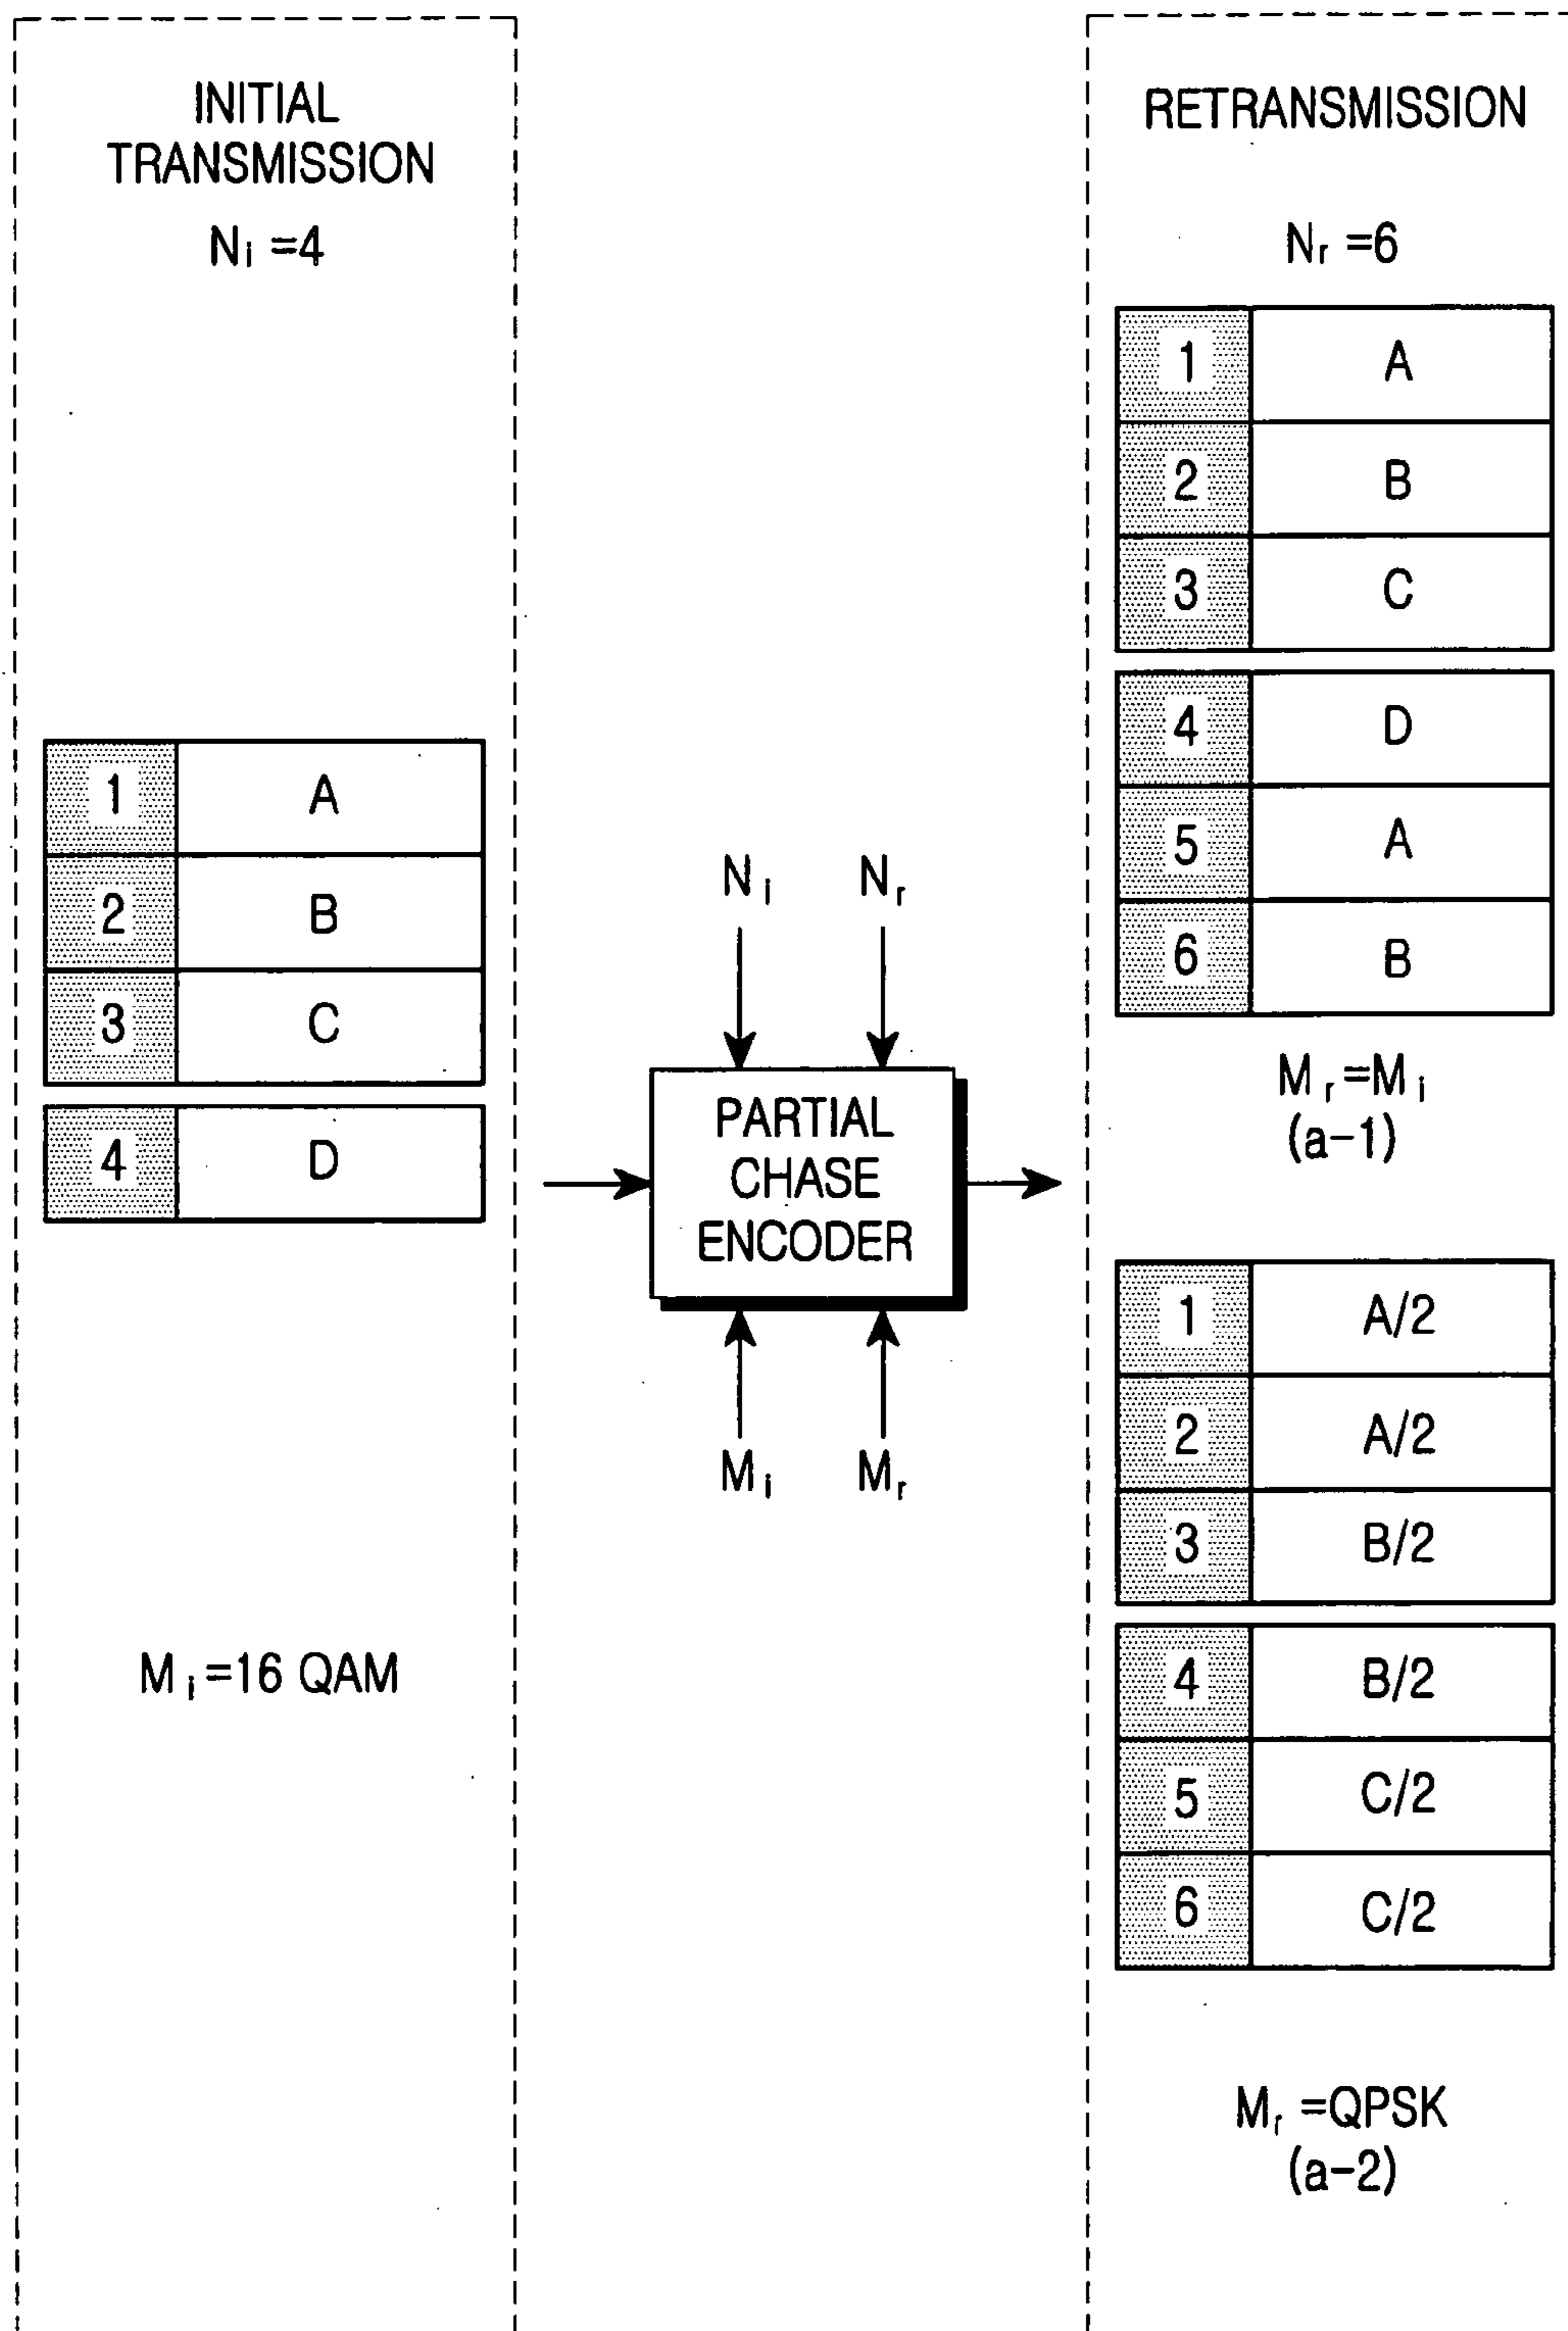 INITIAL
TRANSMISSION
Ni =4
1 A
2 B
3 C
4 D
Mi =16 QAM
Ni Nr
PARTIAL
CHASE
ENCODER
Mi Mr
RETRANSMISSION
Nr =6
1 A
2 B
3 C
4 D
5 A
6 B
Mr =Mi
(a-1)
1 A/2
2 A/2
3 B/2
4 B/2
5 C/2
6 C/2
Mr =QPSK
(a-2)